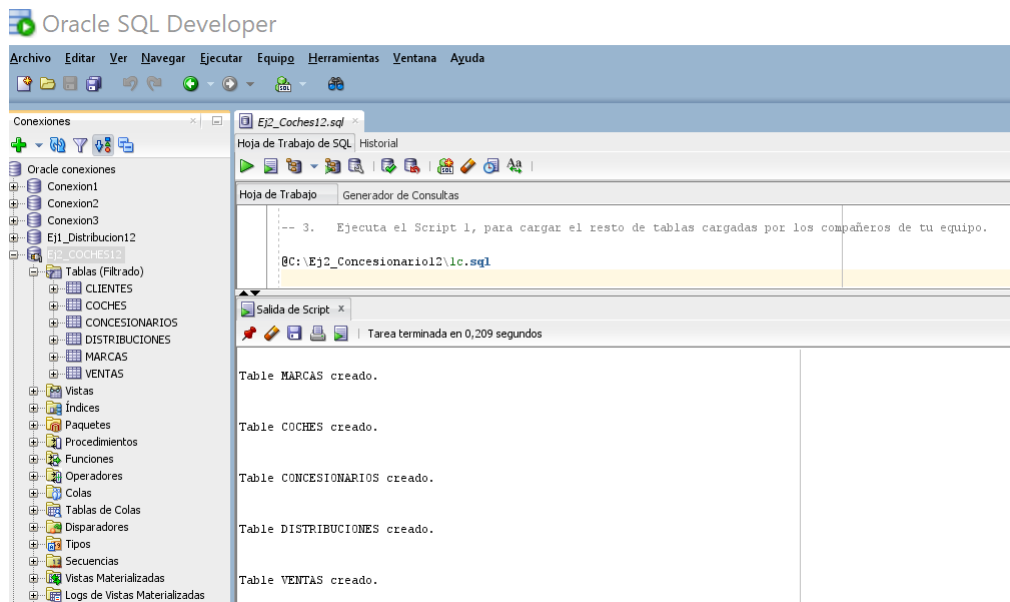 Oracle SQL Developer
Archivo Editar Ver Navegar Ejecutar Equipo Herramientas Ventana Ayuda
Conexiones
Oracle conexiones
Conexion1
Conexion2
Conexion3
Ej1_Distribucion12
Ej2_COCHES12
Tablas (Filtrado)
CLIENTES
COCHES
CONCESIONARIOS
DISTRIBUCIONES
MARCAS
VENTAS
Vistas
Índices
Paquetes
Procedimientos
Funciones
Operadores
Colas
Tablas de Colas
Disparadores
Tipos
Secuencias
Vistas Materializadas
Logs de Vistas Materializadas
Ej2_Coches12.sql
Hoja de Trabajo de SQL Historial
Hoja de Trabajo Generador de Consultas
-- 3. Ejecuta el Script 1, para cargar el resto de tablas cargadas por los compañeros de tu equipo.
@C:\Ej2_Concesionario12\1c.sql
Salida de Script x
Tarea terminada en 0,209 segundos
Table MARCAS creado.
Table COCHES creado.
Table CONCESIONARIOS creado.
Table DISTRIBUCIONES creado.
Table VENTAS creado.